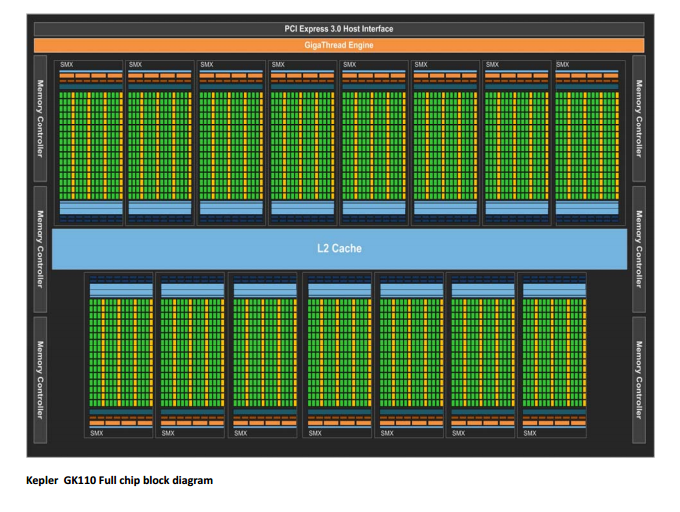 PCI Express 3.0 Host Interface
GigaThread Engine
SMX SMX SMX SMX SMX SMX SMX SMX
Memory Controller
Memory Controller
Memory Controller
Memory Controller
L2 Cache
Memory Controller
Memory Controller
SMX SMX SMX SMX SMX SMX SMX
Kepler GK110 Full chip block diagram